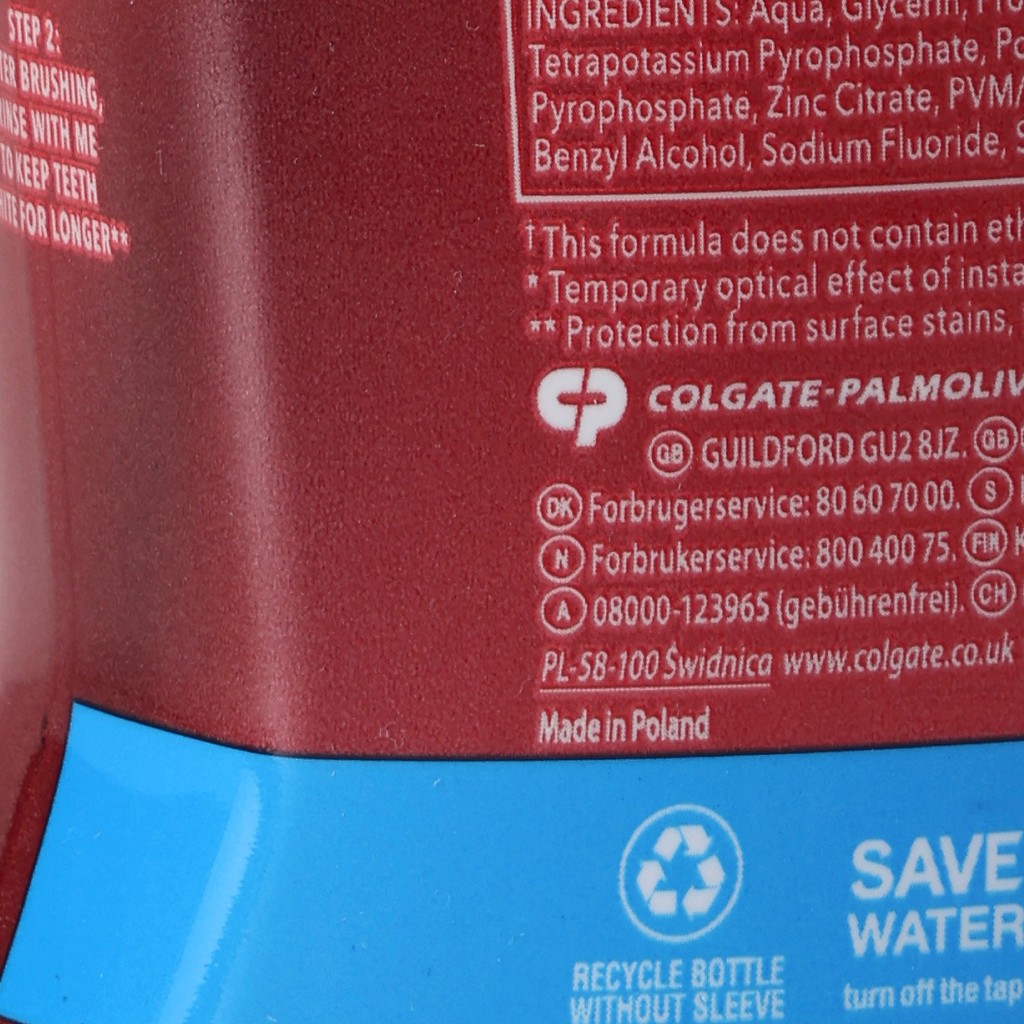 STEP 2:
BRUSHING,
WITH ME
TO KEEP TEETH
FOR LONGER**
INGREDIENTS: Aqua, Glycerin,
Tetrapotassium Pyrophosphate,
Pyrophosphate, Zinc Citrate, PVM/
Benzyl Alcohol, Sodium Fluoride,
† This formula does not contain
* Temporary optical effect of
** Protection from surface stains,
CP COLGATE-PALMOLIV
GB GUILDFORD GU2 8JZ. GB
DK Forbrugerservice: 80 60 70 00. S
N Forbrukerservice: 800 400 75. FIN
A 08000-123965 (gebührenfrei). CH
PL-58-100 Świdnica www.colgate.co.uk
Made in Poland
SAVE
WATER
turn off the tap
RECYCLE BOTTLE
WITHOUT SLEEVE